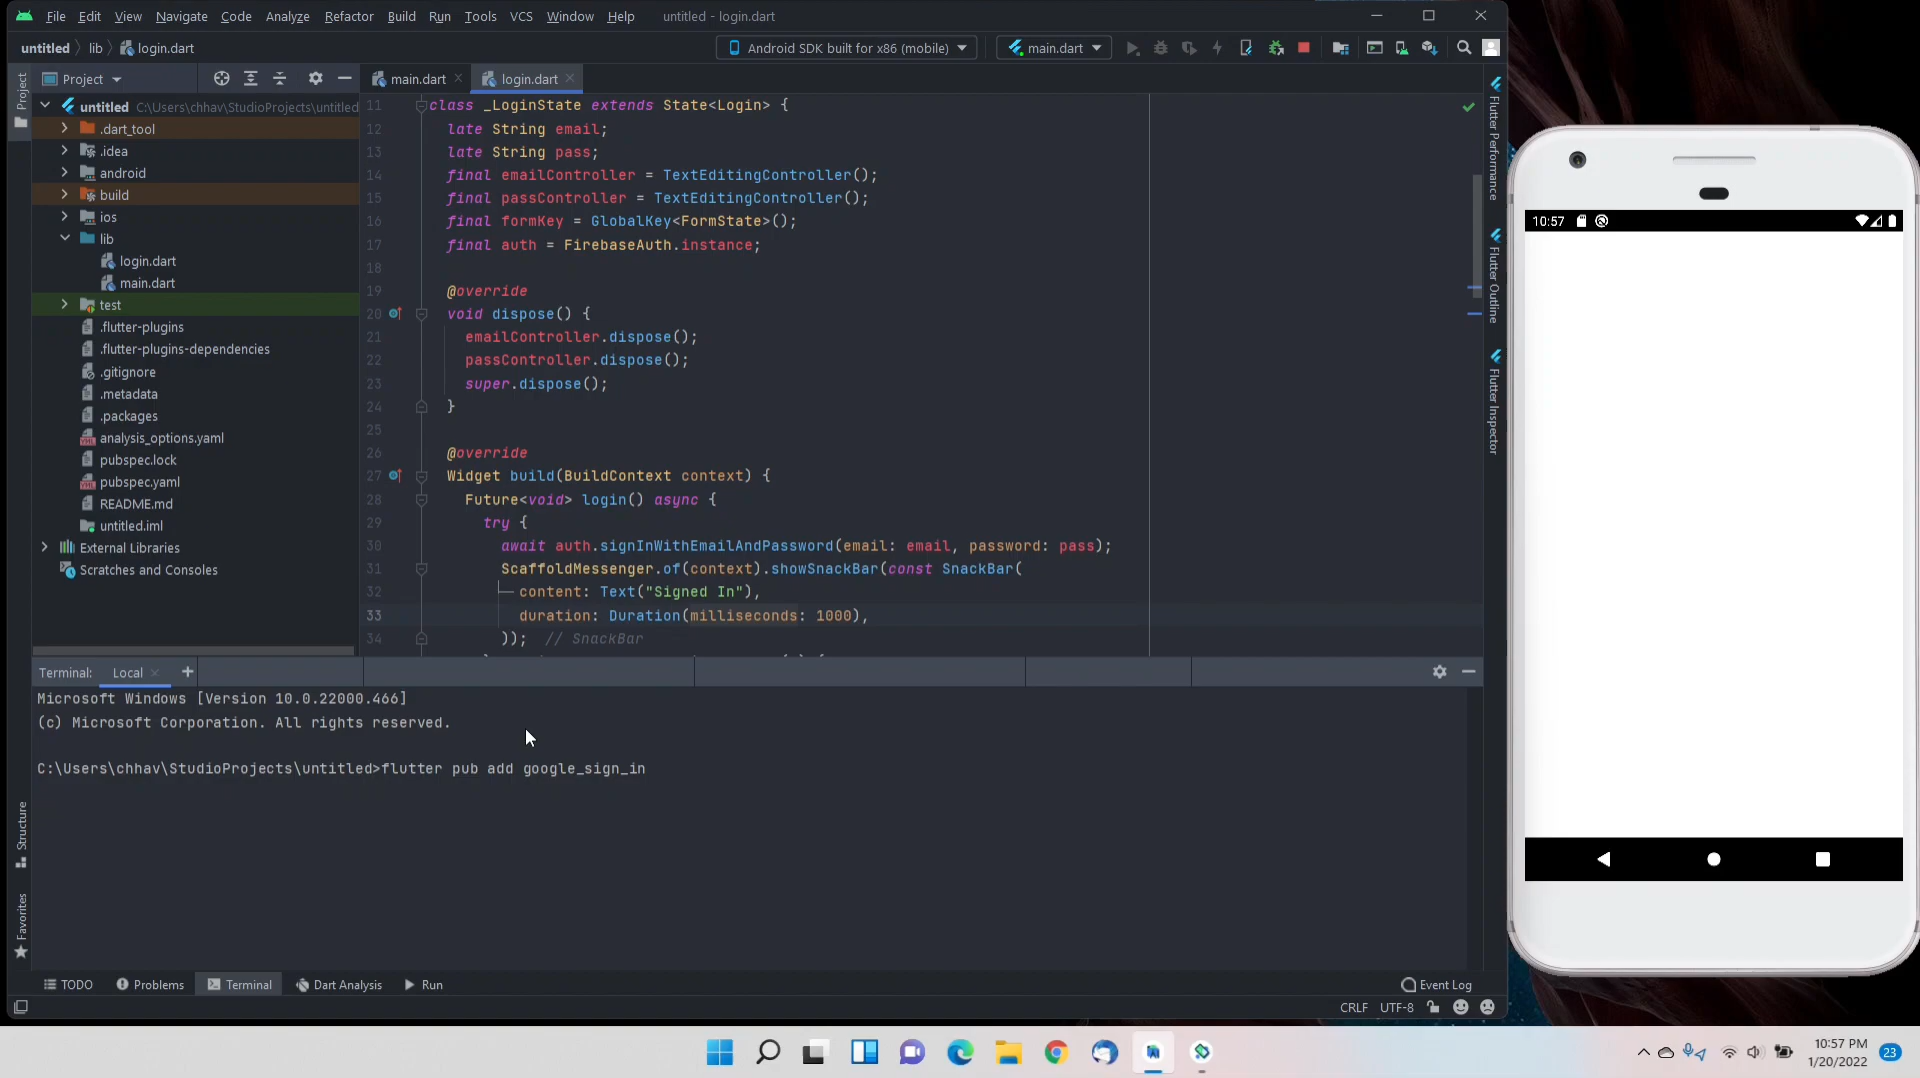 File Edit View Navigate Code Analyze Refactor Build Run Tools VCS Window Help untitled - login.dart
untitled lib login.dart Android SDK built for x86 (mobile) main.dart
Project main.dart login.dart
Project
untitled C:\Users\chhav\StudioProjects\untitled
.dart_tool
.idea
android
build
ios
lib
login.dart
main.dart
test
.flutter-plugins
.flutter-plugins-dependencies
.gitignore
.metadata
.packages
analysis_options.yaml
pubspec.lock
pubspec.yaml
README.md
untitled.iml
External Libraries
Scratches and Consoles
11 class _LoginState extends State<Login> {
12 late String email;
13 late String pass;
14 final emailController = TextEditingController();
15 final passController = TextEditingController();
16 final formKey = GlobalKey<FormState>();
17 final auth = FirebaseAuth.instance;
18
19 @override
20 void dispose() {
21 emailController.dispose();
22 passController.dispose();
23 super.dispose();
24 }
25
26 @override
27 Widget build(BuildContext context) {
28 Future<void> login() async {
29 try {
30 await auth.signInWithEmailAndPassword(email: email, password: pass);
31 ScaffoldMessenger.of(context).showSnackBar(const SnackBar(
32 content: Text("Signed In"),
33 duration: Duration(milliseconds: 1000),
34 )); // SnackBar
Flutter Performance
Flutter Outline
Flutter Inspector
10:57
Terminal: Local
Microsoft Windows [Version 10.0.22000.466]
(c) Microsoft Corporation. All rights reserved.
C:\Users\chhav\StudioProjects\untitled>flutter pub add google_sign_in
Structure
Favorites
TODO Problems Terminal Dart Analysis Run Event Log
CRLF UTF-8
10:57 PM
1/20/2022
23